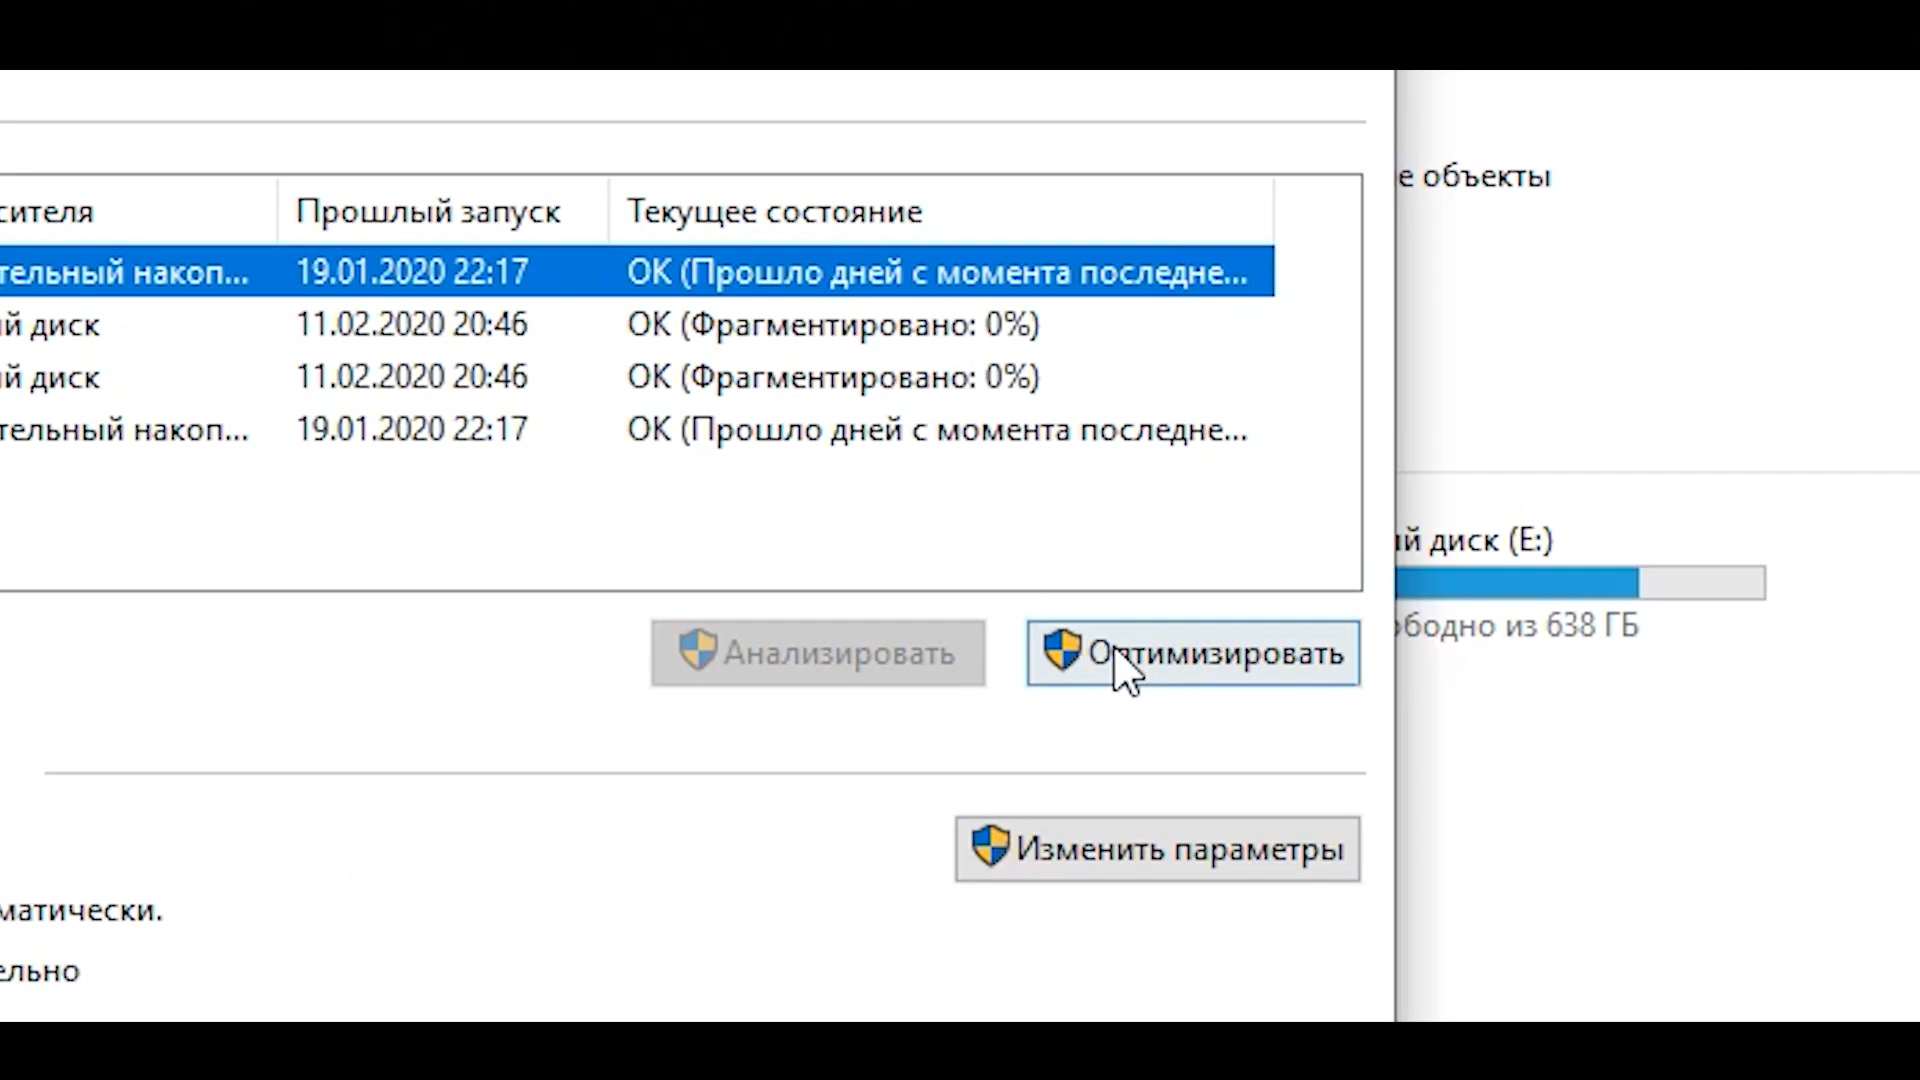 е объекты
сителя Прошлый запуск Текущее состояние
тельный накоп... 19.01.2020 22:17 ОК (Прошло дней с момента последне...
й диск 11.02.2020 20:46 ОК (Фрагментировано: 0%)
й диск 11.02.2020 20:46 ОК (Фрагментировано: 0%)
тельный накоп... 19.01.2020 22:17 ОК (Прошло дней с момента последне...
ый диск (E:)
ободно из 638 ГБ
Анализировать Оптимизировать
Изменить параметры
матически.
ельно